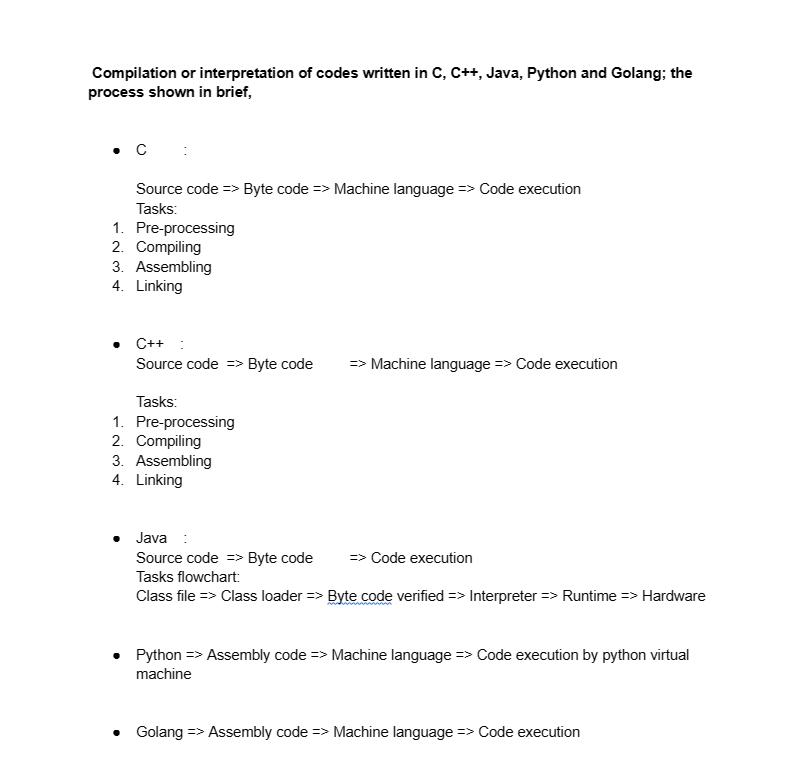 Compilation or interpretation of codes written in C, C++, Java, Python and Golang; the
process shown in brief,
● C :
Source code => Byte code => Machine language => Code execution
Tasks:
1. Pre-processing
2. Compiling
3. Assembling
4. Linking
● C++ :
Source code => Byte code => Machine language => Code execution
Tasks:
1. Pre-processing
2. Compiling
3. Assembling
4. Linking
● Java :
Source code => Byte code => Code execution
Tasks flowchart:
Class file => Class loader => Byte code verified => Interpreter => Runtime => Hardware
● Python => Assembly code => Machine language => Code execution by python virtual
machine
● Golang => Assembly code => Machine language => Code execution